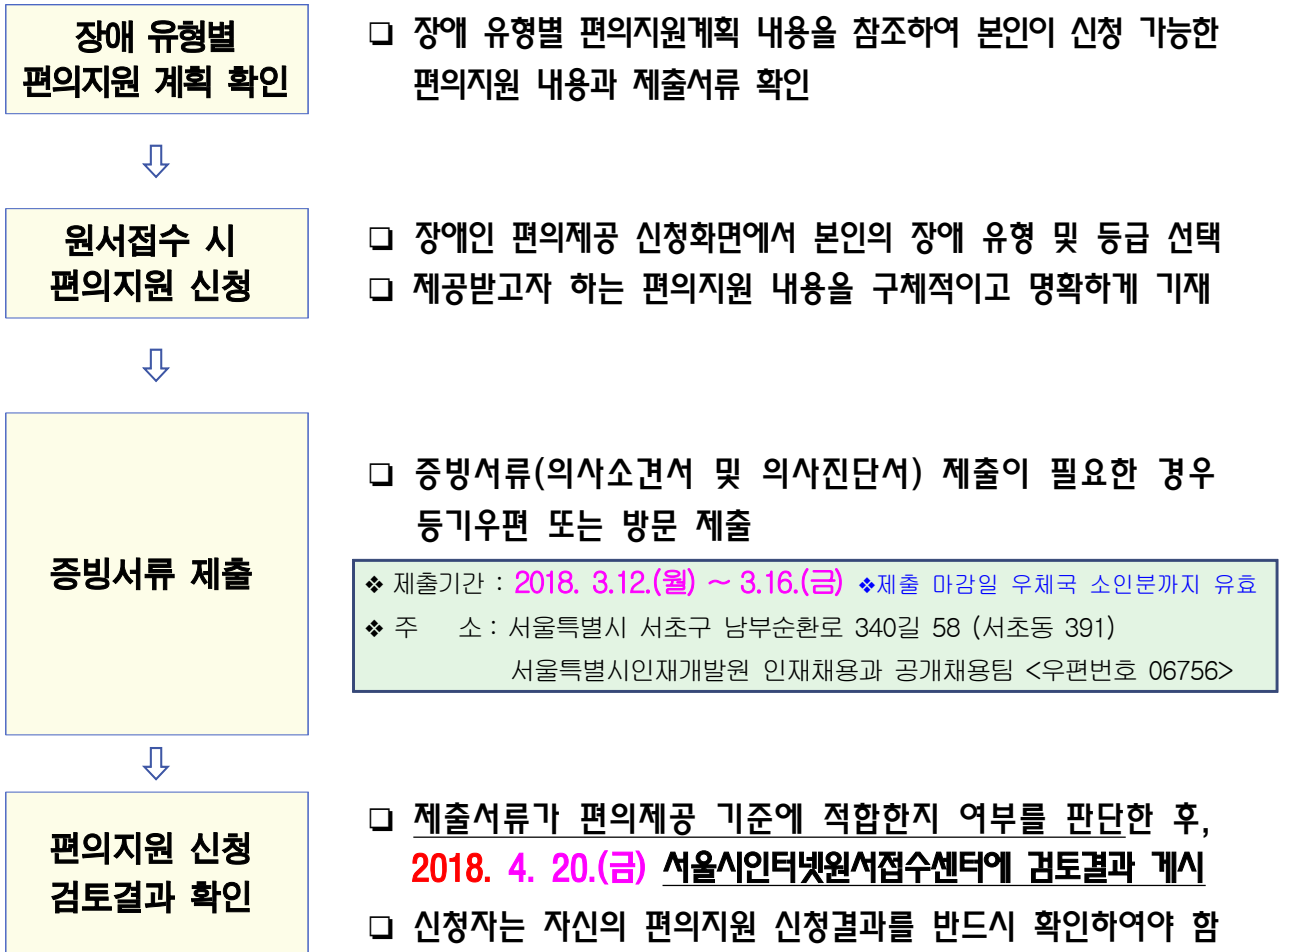 장애 유형별
편의지원 계획 확인
❏ 장애 유형별 편의지원계획 내용을 참조하여 본인이 신청 가능한
편의지원 내용과 제출서류 확인
⇩
원서접수 시
편의지원 신청
❏ 장애인 편의제공 신청화면에서 본인의 장애 유형 및 등급 선택
❏ 제공받고자 하는 편의지원 내용을 구체적이고 명확하게 기재
⇩
증빙서류 제출
❏ 증빙서류(의사소견서 및 의사진단서) 제출이 필요한 경우
등기우편 또는 방문 제출
❖ 제출기간 : 2018. 3.12.(월) ~ 3.16.(금) ❖제출 마감일 우체국 소인분까지 유효
❖ 주 소 : 서울특별시 서초구 남부순환로 340길 58 (서초동 391)
서울특별시인재개발원 인재채용과 공개채용팀 <우편번호 06756>
⇩
편의지원 신청
검토결과 확인
❏ 제출서류가 편의제공 기준에 적합한지 여부를 판단한 후,
2018. 4. 20.(금) 서울시인터넷원서접수센터에 검토결과 게시
❏ 신청자는 자신의 편의지원 신청결과를 반드시 확인하여야 함